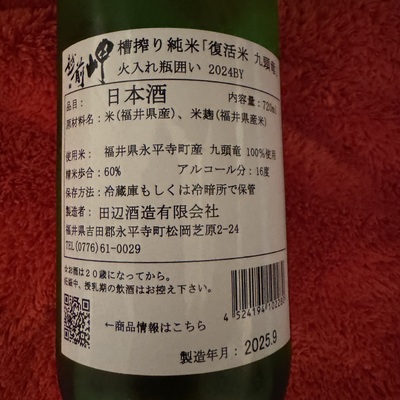 越前岬
槽搾り純米「復活米 九頭竜」
火入れ瓶囲い 2024BY
品目： 日本酒 内容量：720ml
原材料名：米(福井県産)、米麹(福井県産米)
使用米： 福井県永平寺町産 九頭竜 100%使用
精米歩合：60% アルコール分：16度
保存方法：冷蔵庫もしくは冷暗所で保管
製造者：田辺酒造有限会社
福井県吉田郡永平寺町松岡芝原2-24
TEL(0776)61-0029
☆お酒は２０歳になってから。
妊娠中、授乳期の飲酒はお控え下さい。
←商品情報はこちら
製造年月：2025.9